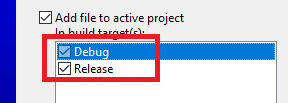 Add file to active project
In build target(s):
Debug
Release